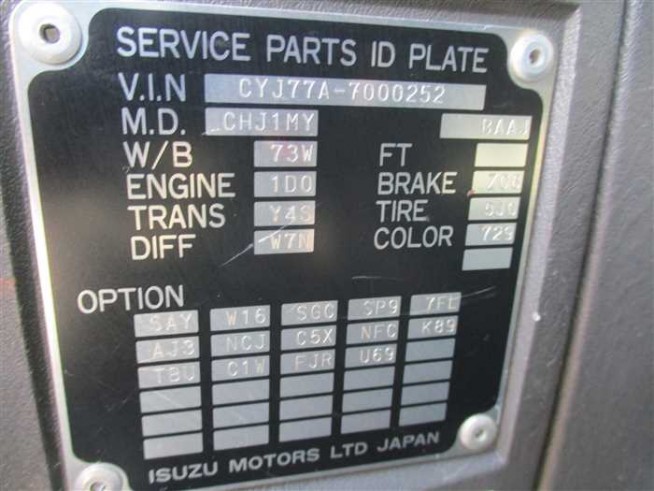 SERVICE PARTS ID PLATE
V.I.N CYJ77A-7000252
M.D. CHJ1MY BAAJ
W/B 73W FT
ENGINE 1D0 BRAKE
TRANS Y4S TIRE
DIFF W7N COLOR 729
OPTION
SAY W16 SGC SP9 7FE
AJ3 NCJ C5X NFC K89
TBU C1W FJR U69
ISUZU MOTORS LTD JAPAN